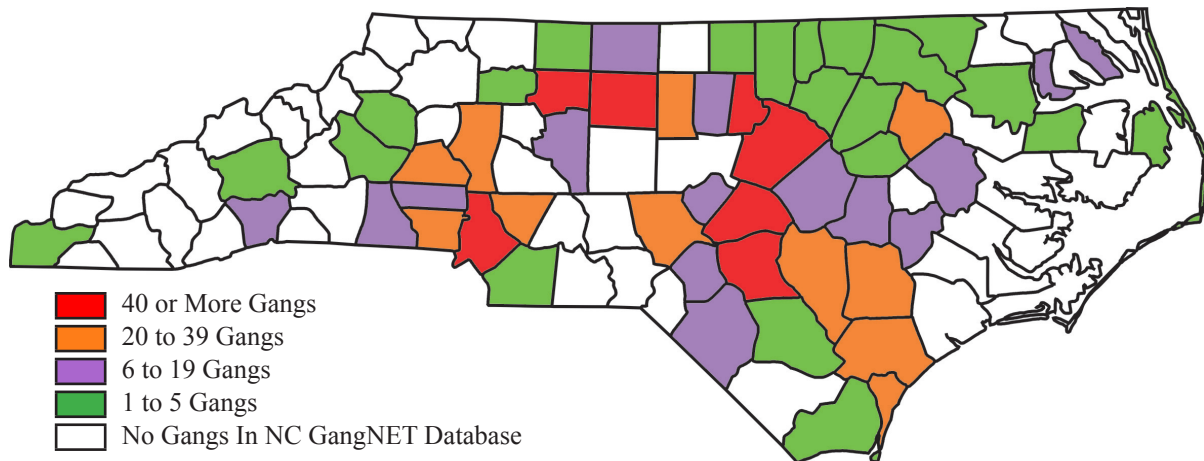 40 or More Gangs
20 to 39 Gangs
6 to 19 Gangs
1 to 5 Gangs
No Gangs In NC GangNET Database